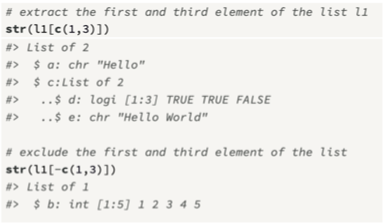 # extract the first and third element of the list l1
str(l1[c(1,3)])
#> List of 2
#>  $ a: chr "Hello"
#>  $ c:List of 2
#>   ..$ d: logi [1:3] TRUE TRUE FALSE
#>   ..$ e: chr "Hello World"
# exclude the first and third element of the list
str(l1[-c(1,3)])
#> List of 1
#>  $ b: int [1:5] 1 2 3 4 5